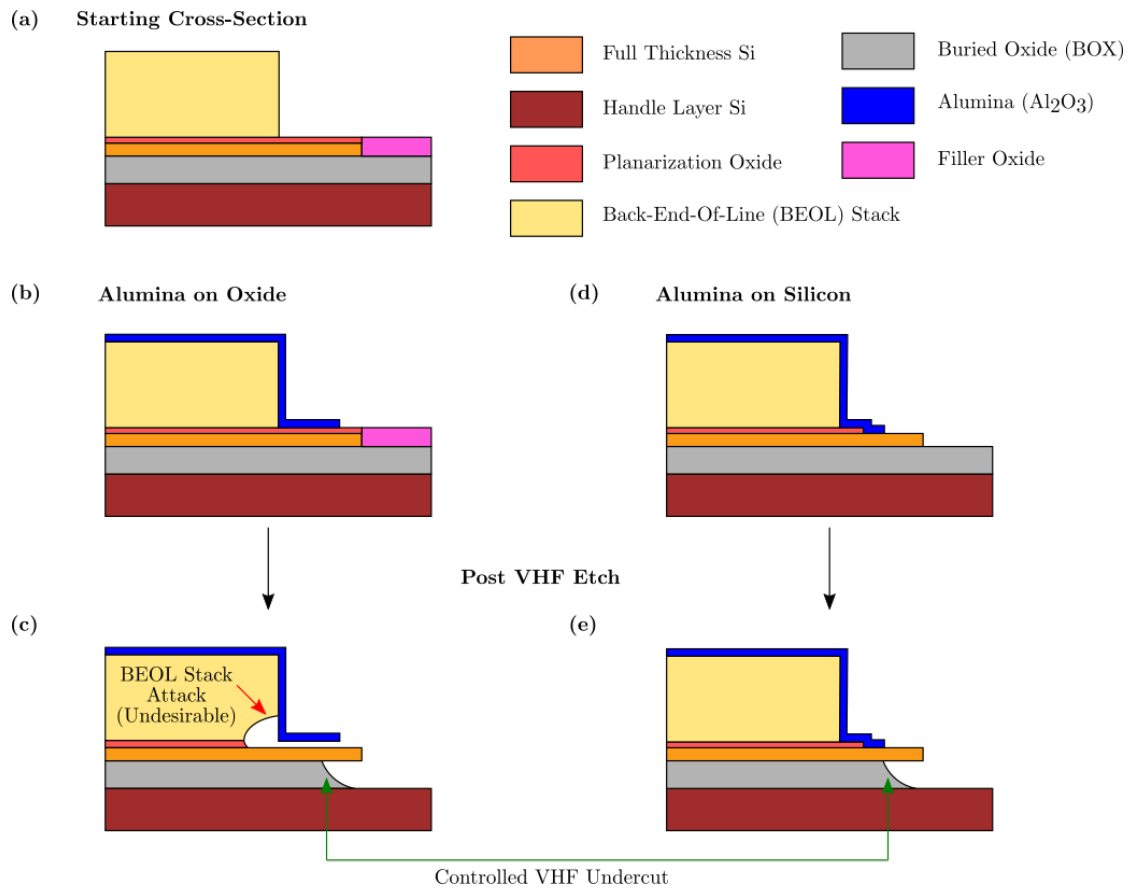 (a) Starting Cross-Section
Full Thickness Si
Buried Oxide (BOX)
Handle Layer Si
Alumina (Al2O3)
Planarization Oxide
Filler Oxide
Back-End-Of-Line (BEOL) Stack
(b) Alumina on Oxide
(d) Alumina on Silicon
Post VHF Etch
(c)
(e)
BEOL Stack
Attack
(Undesirable)
Controlled VHF Undercut